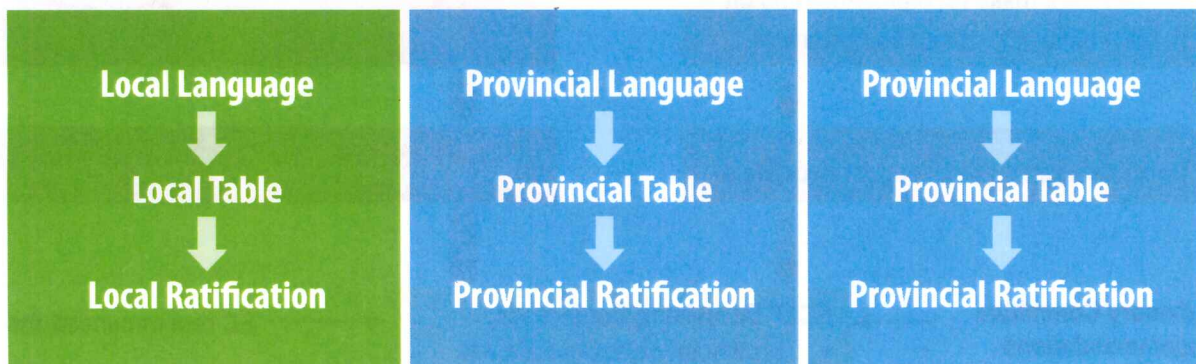 Local Language
Local Table
Local Ratification
Provincial Language
Provincial Table
Provincial Ratification
Provincial Language
Provincial Table
Provincial Ratification